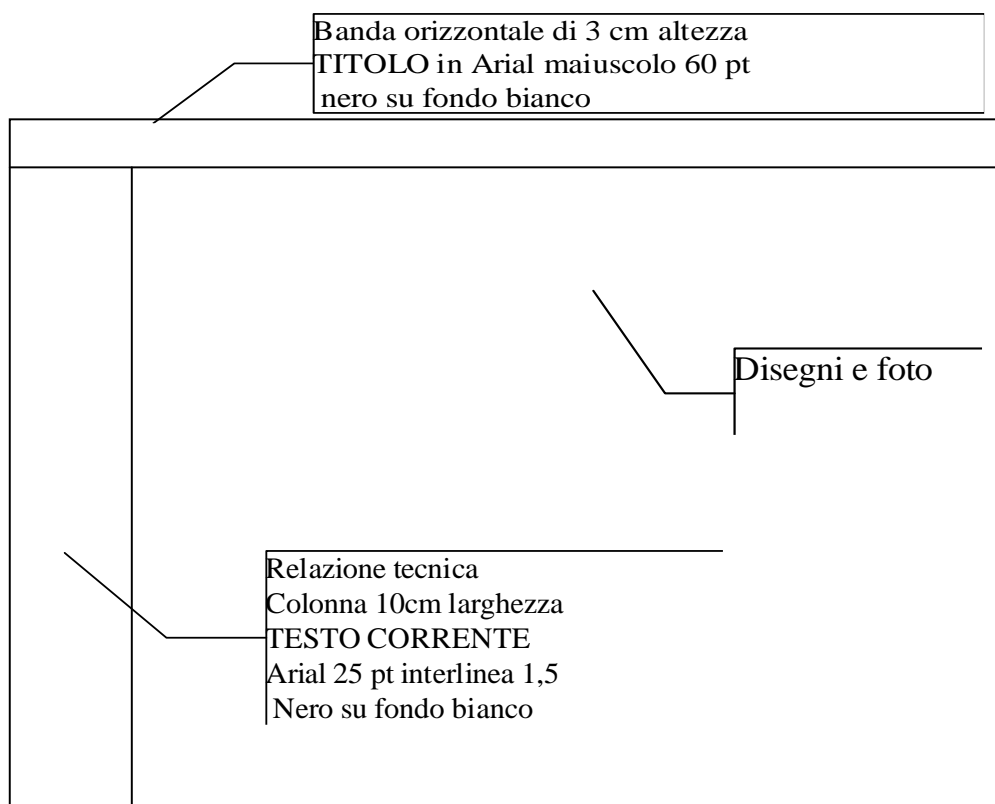 Banda orizzontale di 3 cm altezza
TITOLO in Arial maiuscolo 60 pt
nero su fondo bianco
Disegni e foto
Relazione tecnica
Colonna 10cm larghezza
TESTO CORRENTE
Arial 25 pt interlinea 1,5
Nero su fondo bianco